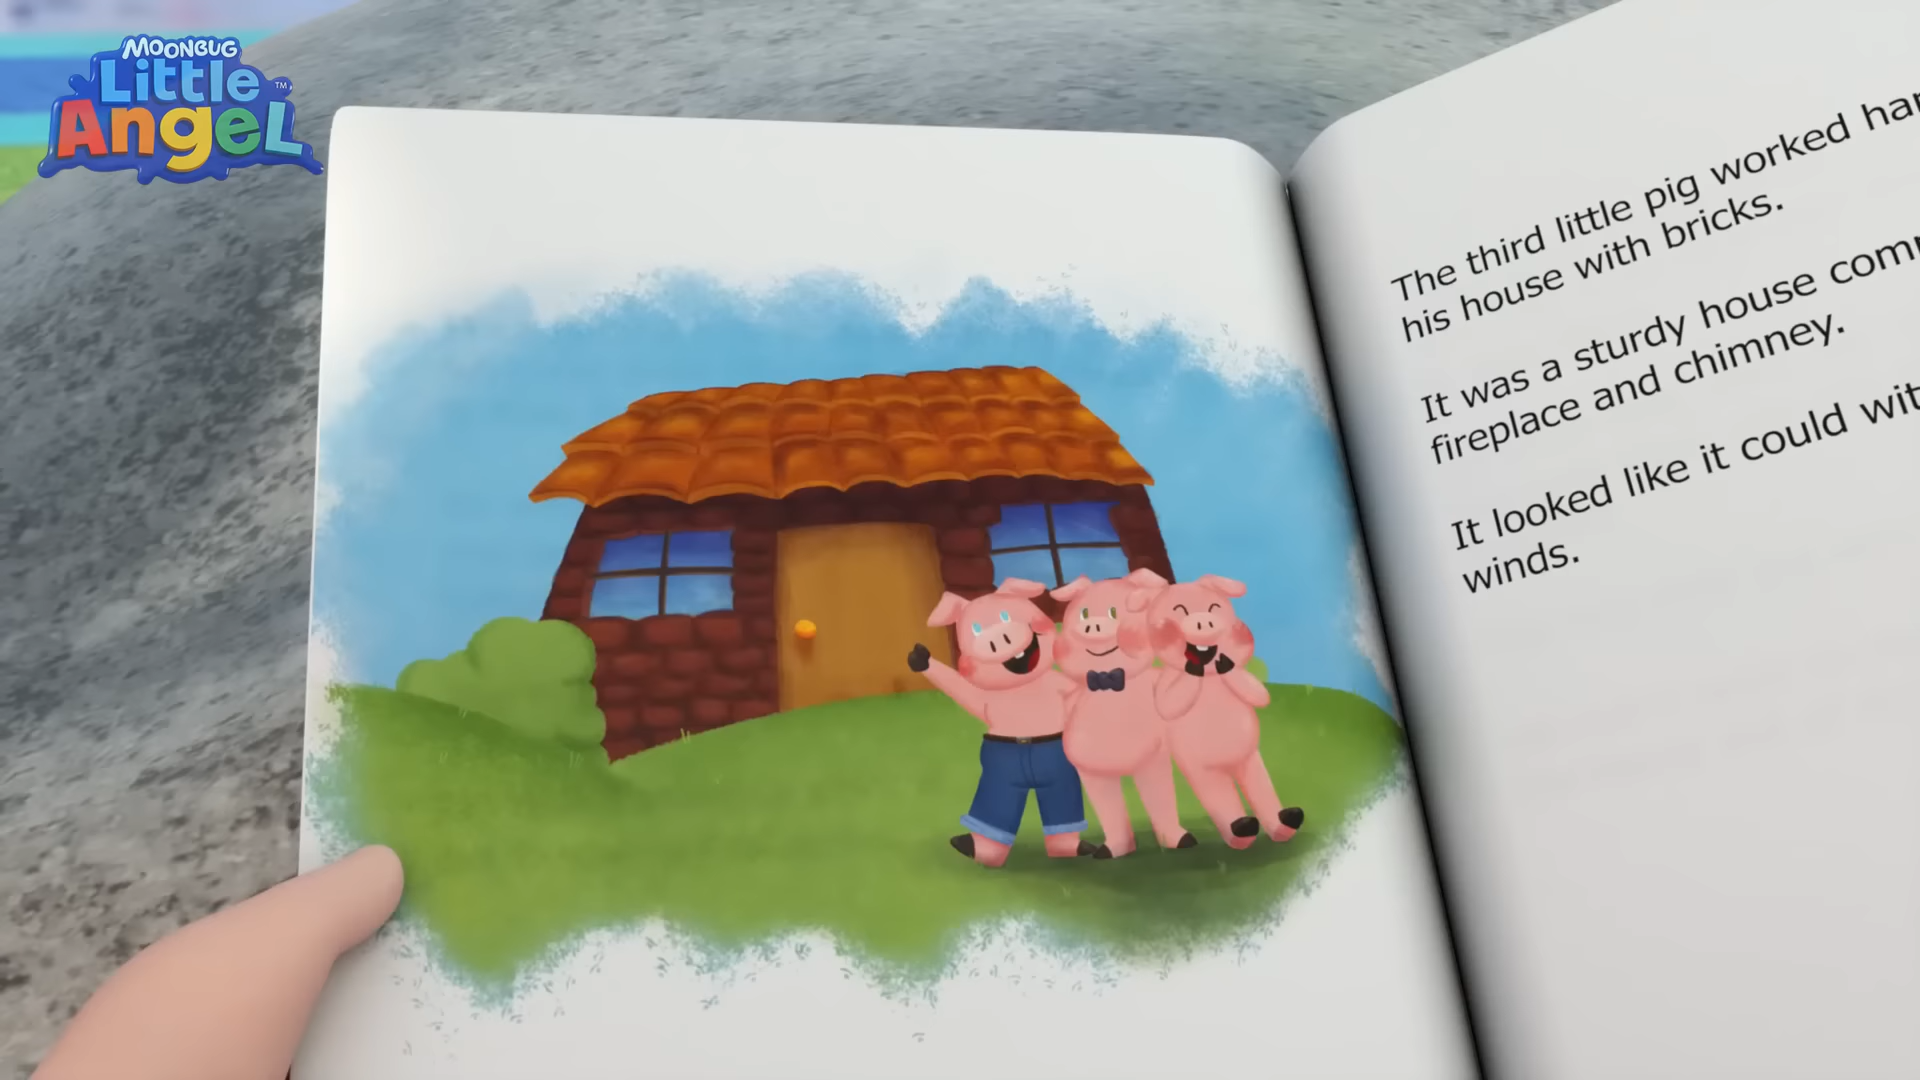 MOONBUG
Little
Angel
TM
The third little pig worked
his house with bricks.
It was a sturdy house
fireplace and chimney.
It looked like it could
winds.